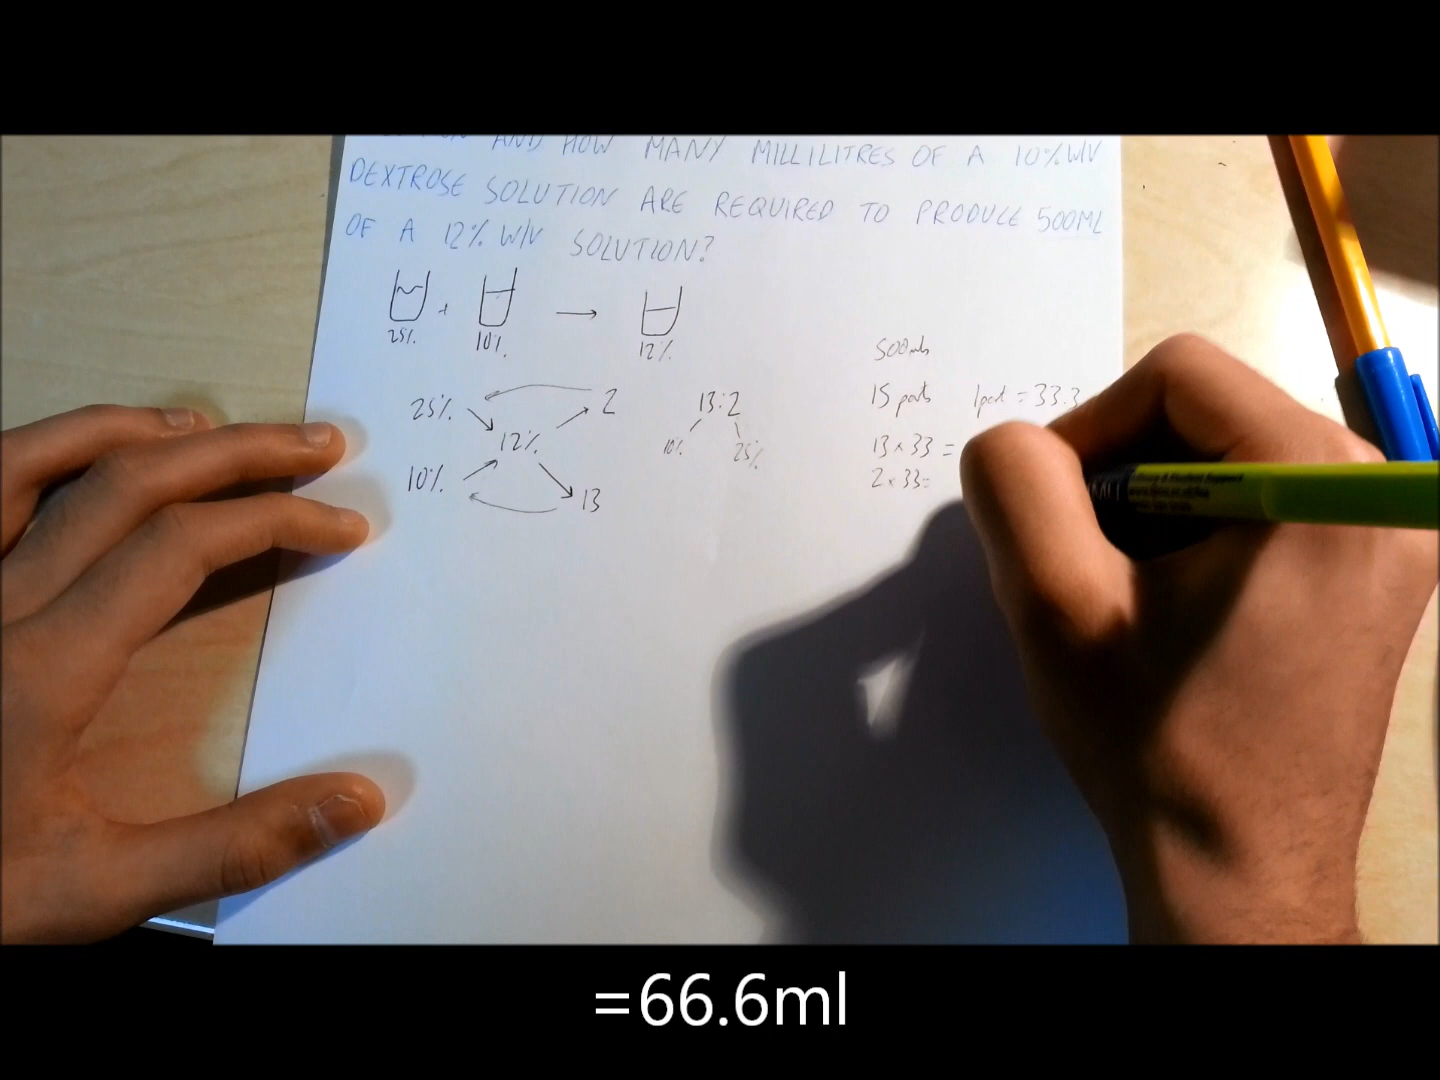 AND HOW MANY MILLILITRES OF A 10% W/V
DEXTROSE SOLUTION ARE REQUIRED TO PRODUCE 500ML
OF A 12% W/V SOLUTION?
25% + 10% → 12%
500mls
25% 2 13:2 15 parts 1part = 33.3
12% 10% 25% 13 x 33 =
10% 13 2 x 33=
=66.6ml